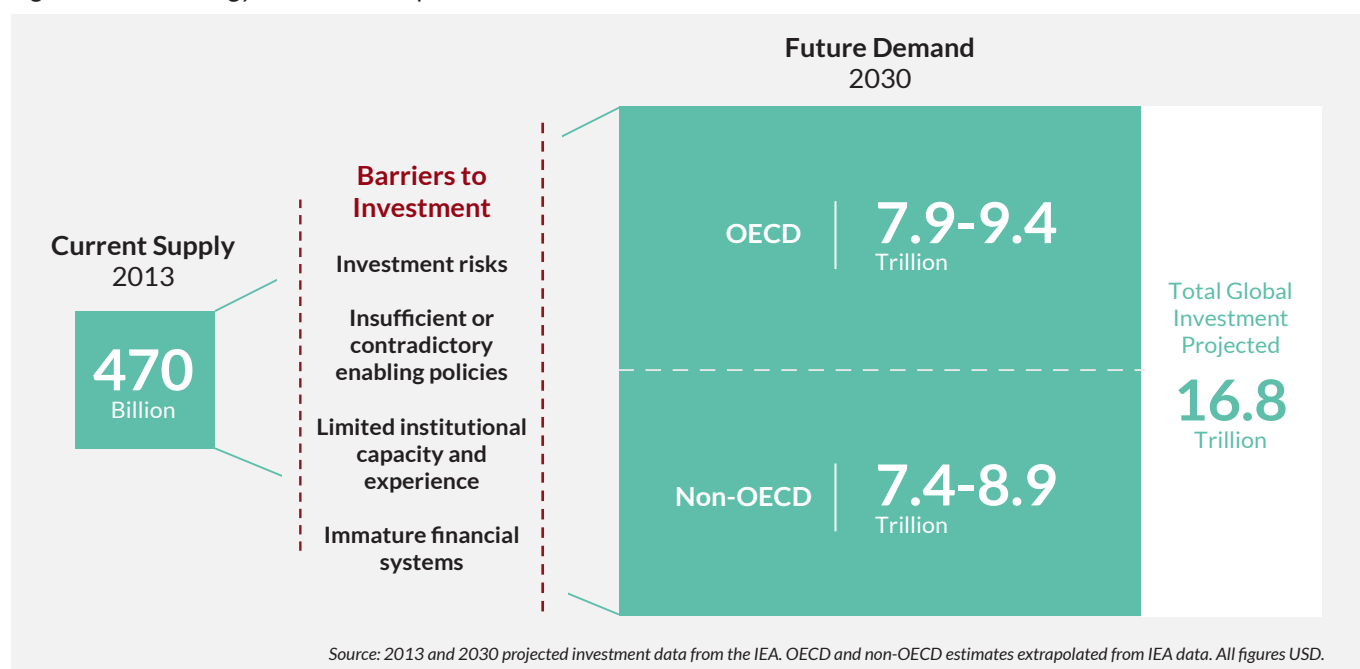 Current Supply
2013
470
Billion
Barriers to
Investment
Investment risks
Insufficient or
contradictory
enabling policies
Limited institutional
capacity and
experience
Immature financial
systems
Future Demand
2030
OECD
7.9-9.4
Trillion
Non-OECD
7.4-8.9
Trillion
Total Global
Investment
Projected
16.8
Trillion
Source: 2013 and 2030 projected investment data from the IEA. OECD and non-OECD estimates extrapolated from IEA data. All figures USD.